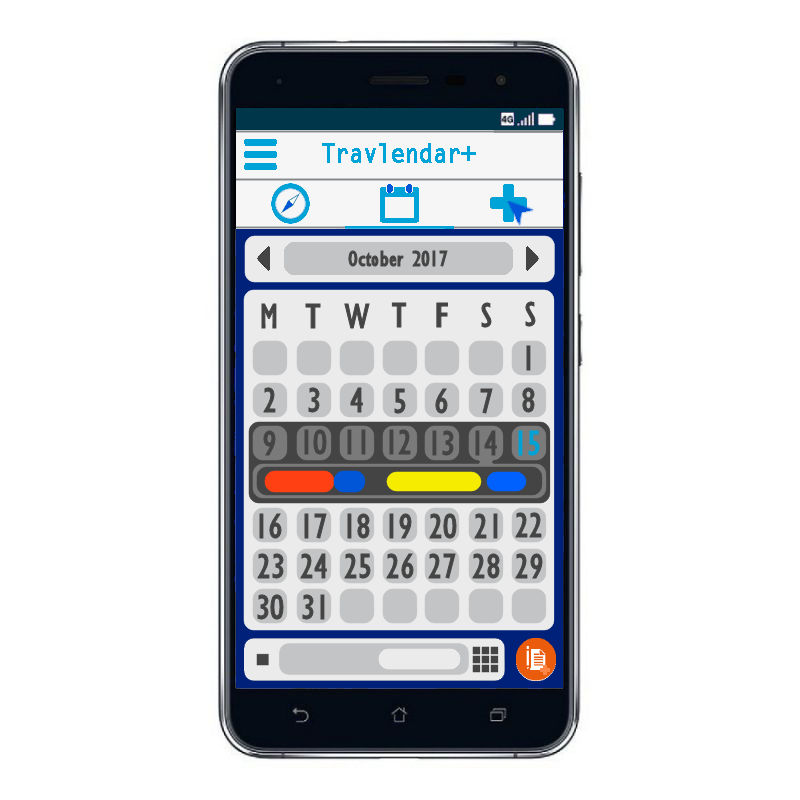 4G
Travlendar+
October 2017
M T W T F S S
1
2 3 4 5 6 7 8
9 10 11 12 13 14 15
16 17 18 19 20 21 22
23 24 25 26 27 28 29
30 31